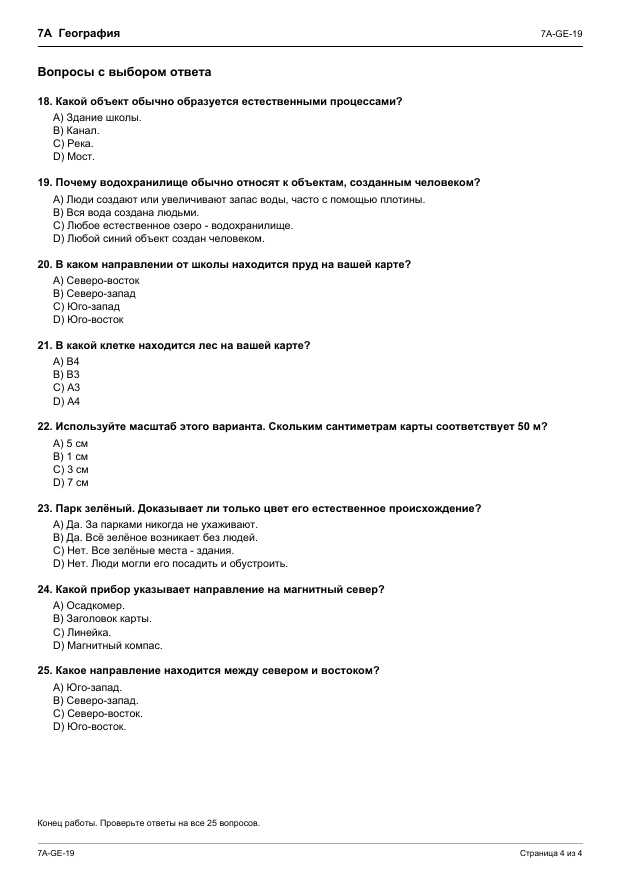 7A География
7A-GE-19
Вопросы с выбором ответа
18. Какой объект обычно образуется естественными процессами?
A) Здание школы.
B) Канал.
C) Река.
D) Мост.
19. Почему водохранилище обычно относят к объектам, созданным человеком?
A) Люди создают или увеличивают запас воды, часто с помощью плотины.
B) Вся вода создана людьми.
C) Любое естественное озеро - водохранилище.
D) Любой синий объект создан человеком.
20. В каком направлении от школы находится пруд на вашей карте?
A) Северо-восток
B) Северо-запад
C) Юго-запад
D) Юго-восток
21. В какой клетке находится лес на вашей карте?
A) B4
B) B3
C) A3
D) A4
22. Используйте масштаб этого варианта. Скольким сантиметрам карты соответствует 50 м?
A) 5 см
B) 1 см
C) 3 см
D) 7 см
23. Парк зелёный. Доказывает ли только цвет его естественное происхождение?
A) Да. За парками никогда не ухаживают.
B) Да. Всё зелёное возникает без людей.
C) Нет. Все зелёные места - здания.
D) Нет. Люди могли его посадить и обустроить.
24. Какой прибор указывает направление на магнитный север?
A) Осадкомер.
B) Заголовок карты.
C) Линейка.
D) Магнитный компас.
25. Какое направление находится между севером и востоком?
A) Юго-запад.
B) Северо-запад.
C) Северо-восток.
D) Юго-восток.
Конец работы. Проверьте ответы на все 25 вопросов.
7A-GE-19
Страница 4 из 4